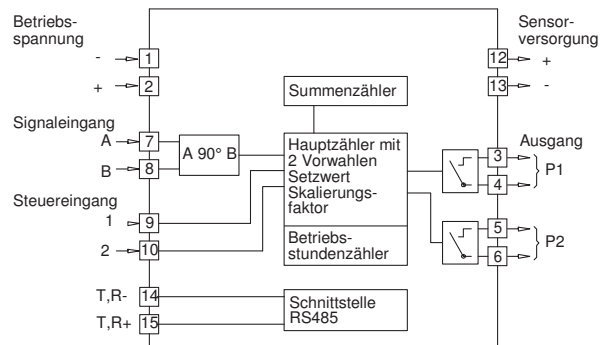 Betriebs-
spannung
- 1
+ 2
Signaleingang
A 7
B 8
A 90° B
Steuereingang
1 9
2 10
T,R- 14
T,R+ 15
Summenzähler
Hauptzähler mit
2 Vorwahlen
Setzwert
Skalierungs-
faktor
Betriebs-
stundenzähler
Schnittstelle
RS485
Sensor-
versorgung
12 +
13 -
Ausgang
3
4
P1
5
6
P2